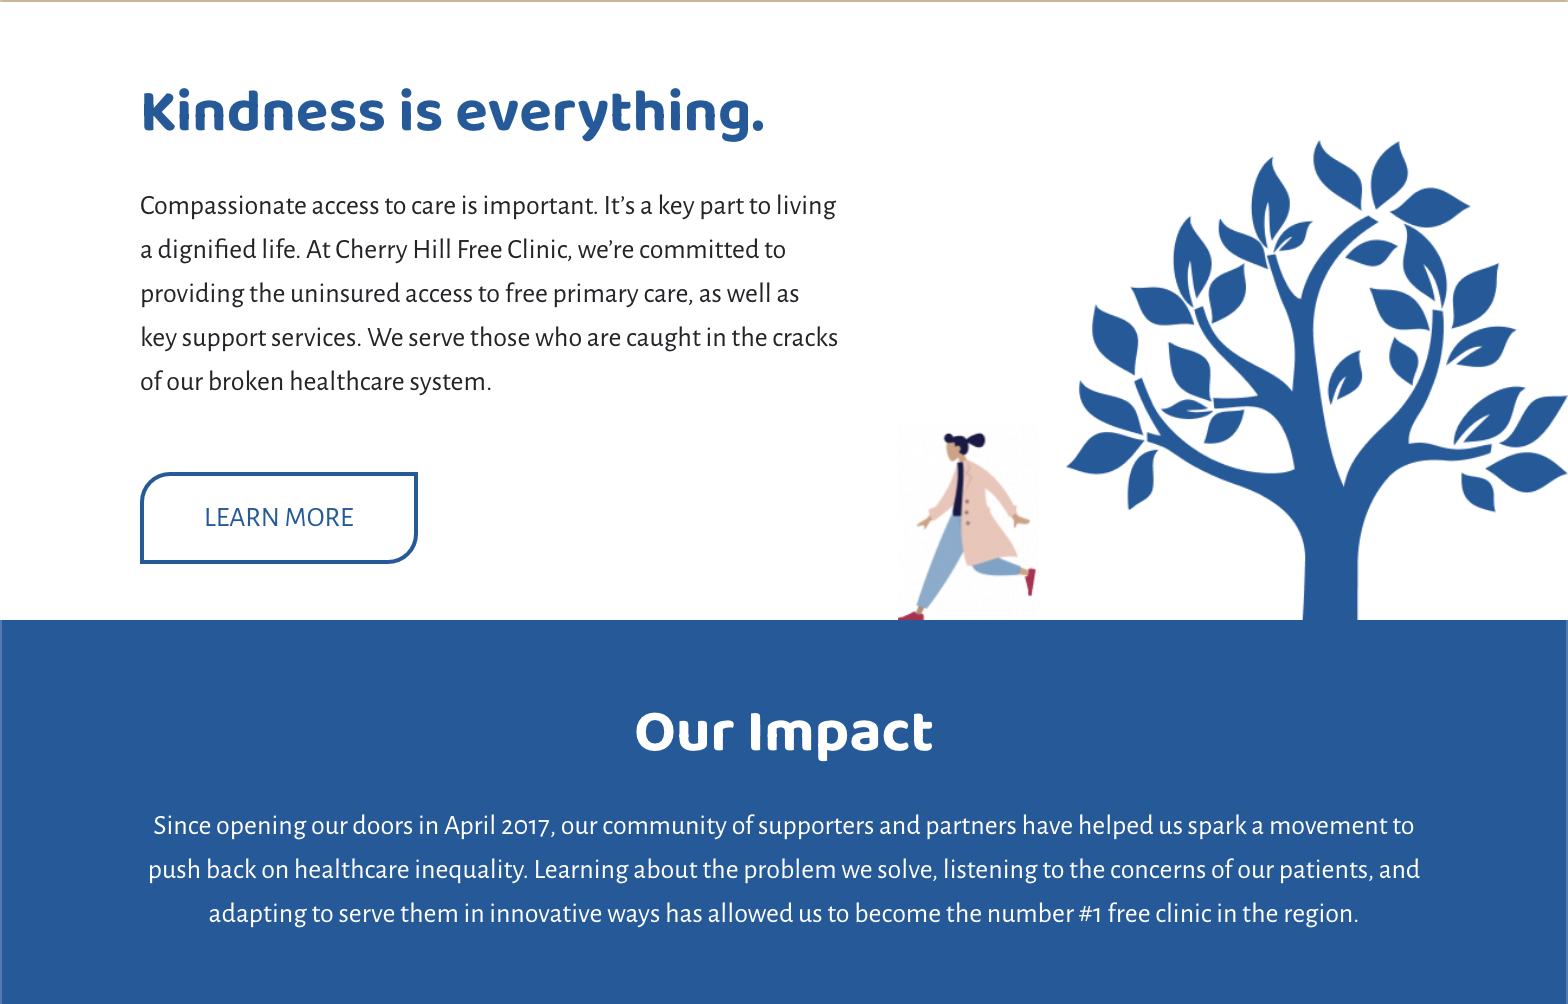 Kindness is everything.
Compassionate access to care is important. It’s a key part to living
a dignified life. At Cherry Hill Free Clinic, we’re committed to
providing the uninsured access to free primary care, as well as
key support services. We serve those who are caught in the cracks
of our broken healthcare system.
LEARN MORE
Our Impact
Since opening our doors in April 2017, our community of supporters and partners have helped us spark a movement to
push back on healthcare inequality. Learning about the problem we solve, listening to the concerns of our patients, and
adapting to serve them in innovative ways has allowed us to become the number #1 free clinic in the region.